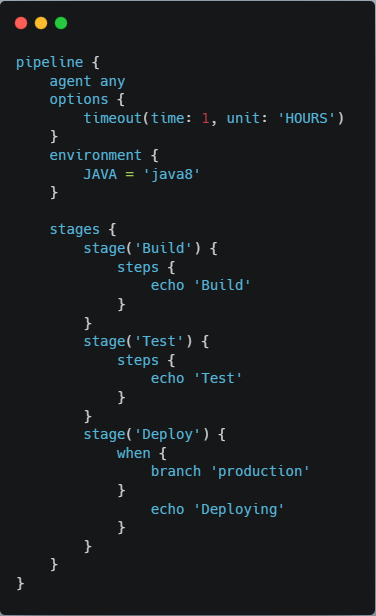 pipeline {
    agent any
    options {
        timeout(time: 1, unit: 'HOURS')
    }
    environment {
        JAVA = 'java8'
    }

    stages {
        stage('Build') {
            steps {
                echo 'Build'
            }
        }
        stage('Test') {
            steps {
                echo 'Test'
            }
        }
        stage('Deploy') {
            when {
                branch 'production'
            }
                echo 'Deploying'
            }
        }
    }
}